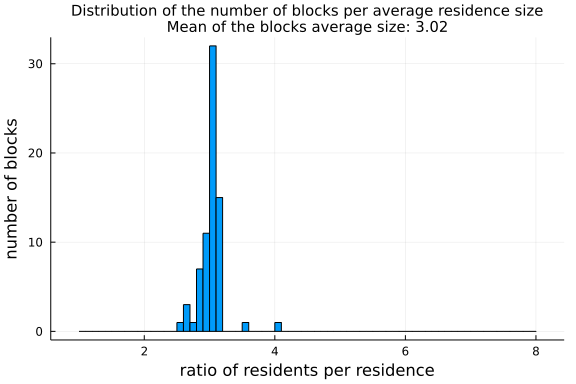 Distribution of the number of blocks per average residence size
Mean of the blocks average size: 3.02
number of blocks
30
20
10
0
2 4 6 8
ratio of residents per residence